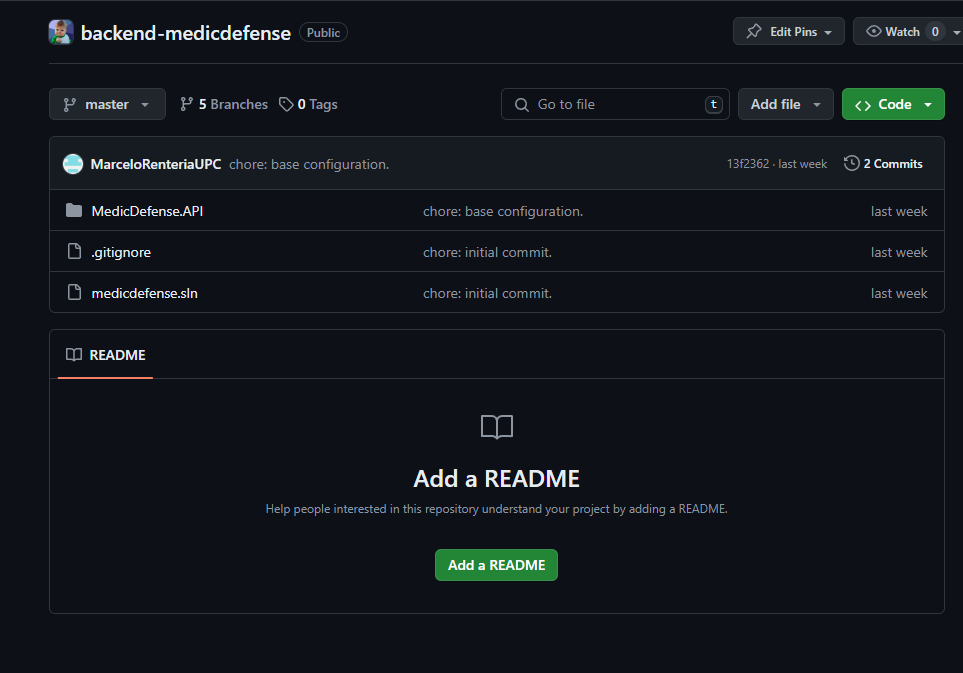 backend-medicdefense Public Edit Pins Watch 0
master 5 Branches 0 Tags Go to file t Add file Code
MarceloRenteriaUPC chore: base configuration. 13f2362 · last week 2 Commits
MedicDefense.API chore: base configuration. last week
.gitignore chore: initial commit. last week
medicdefense.sln chore: initial commit. last week
README
Add a README
Help people interested in this repository understand your project by adding a README.
Add a README